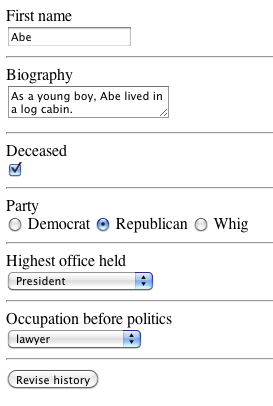 First name
Abe
Biography
As a young boy, Abe lived in
a log cabin.
Deceased
Party
Democrat Republican Whig
Highest office held
President
Occupation before politics
lawyer
Revise history